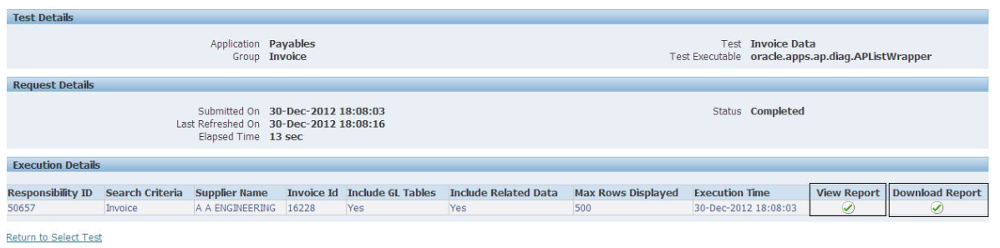 Test Details
Application Payables Test Invoice Data
Group Invoice Test Executable oracle.apps.ap.diag.APListWrapper
Request Details
Submitted On 30-Dec-2012 18:08:03 Status Completed
Last Refreshed On 30-Dec-2012 18:08:16
Elapsed Time 13 sec
Execution Details
Responsibility ID Search Criteria Supplier Name Invoice Id Include GL Tables Include Related Data Max Rows Displayed Execution Time View Report Download Report
50657 Invoice A A ENGINEERING 16228 Yes Yes 500 30-Dec-2012 18:08:03
Return to Select Test